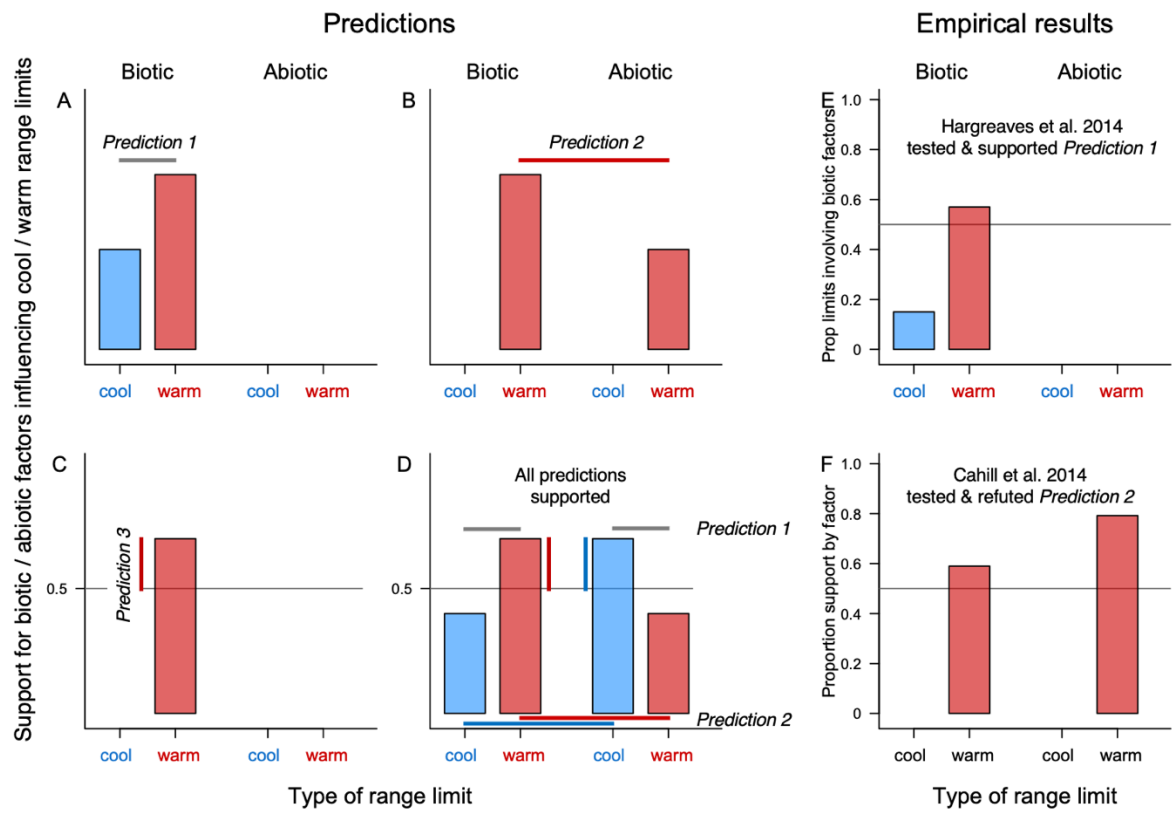 Predictions
Empirical results
Support for biotic / abiotic factors influencing cool / warm range limits
Biotic
Abiotic
A
Prediction 1
cool
warm
cool
warm
Biotic
Abiotic
B
Prediction 2
cool
warm
cool
warm
Biotic
Abiotic
E
Prop limits involving biotic factors
1.0
0.8
0.6
0.4
0.2
0
Hargreaves et al. 2014
tested & supported Prediction 1
cool
warm
cool
warm
C
0.5
Prediction 3
cool
warm
cool
warm
D
All predictions
supported
Prediction 1
0.5
Prediction 2
cool
warm
cool
warm
F
Proportion support by factor
1.0
0.8
0.6
0.4
0.2
0
Cahill et al. 2014
tested & refuted Prediction 2
cool
warm
cool
warm
Type of range limit
Type of range limit